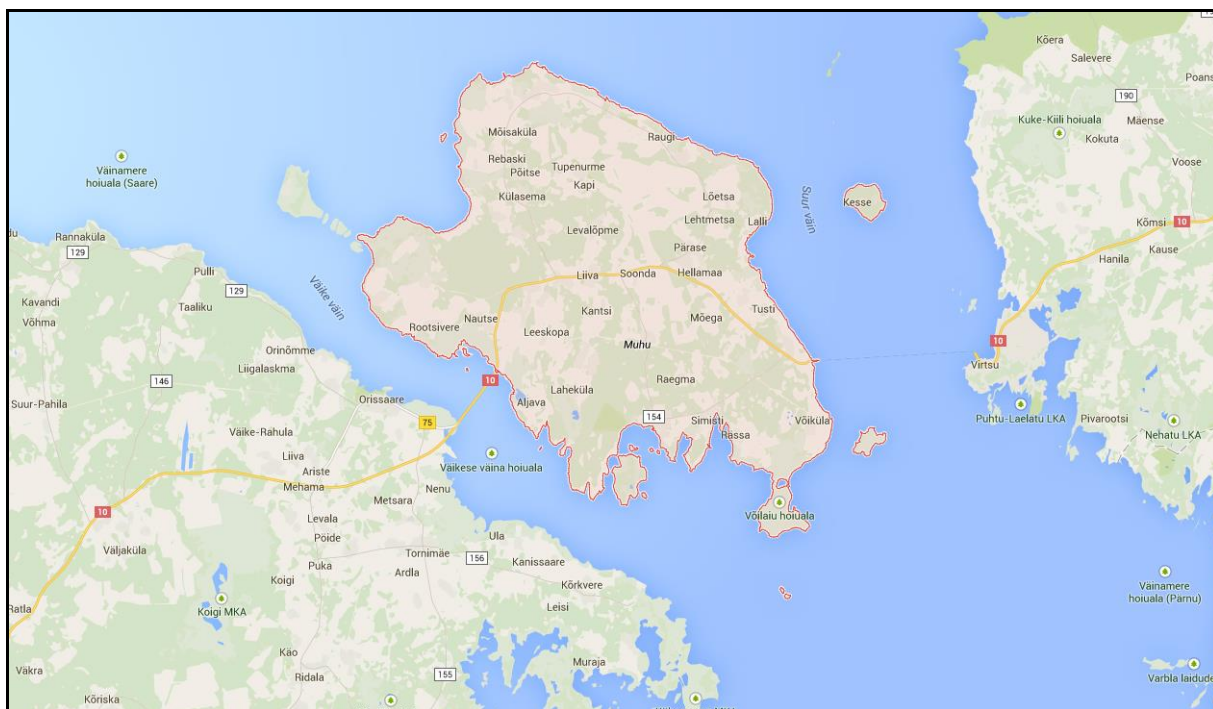 Kõera
Salevere
Poans
190
Maense
Kuke-Kiili hoiuala
Kokuta
Voose
Mõisaküla
Raugi
Rebaski
Põitse
Tupenurme
Kapi
Külasema
Väinamere
hoiuala (Saare)
Lõetsa
Kesse
Suur väin
Lehtmetsa
Lalli
Kõmsi
10
Kause
Hanila
Levalõpme
Rannaküla
129
Pärase
Pulli
Liiva
Soonda
Hellamaa
129
Väike väin
Taaliku
Kavandi
Võhma
Kantsi
Tusti
Mõega
Nautse
Rootsivere
Leeskopa
Muhu
10
Virtsu
Orinõmme
Liigalaskma
146
10
Raegma
Suur-Pahila
Orissaare
Laheküla
Aljava
154
Simisti
Rässa
Võiküla
Puhtu-Laelatu LKA
Pivarootsi
Nehatu LKA
75
Väike-Rahula
Liiva
Ariste
Mehama
Väikese väina hoiuala
Nenu
Metsara
10
Levala
Pöide
Võilaiu hoiuala
Väljaküla
Ula
Tornimäe
156
Kanissaare
Puka
Ardla
Koigi
Kõrkvere
Leisi
Väinamere
hoiuala (Pärnu)
Ratla
Koigi MKA
Käo
Muraja
Väkra
Ridala
155
Varbla laidude
Kõriska